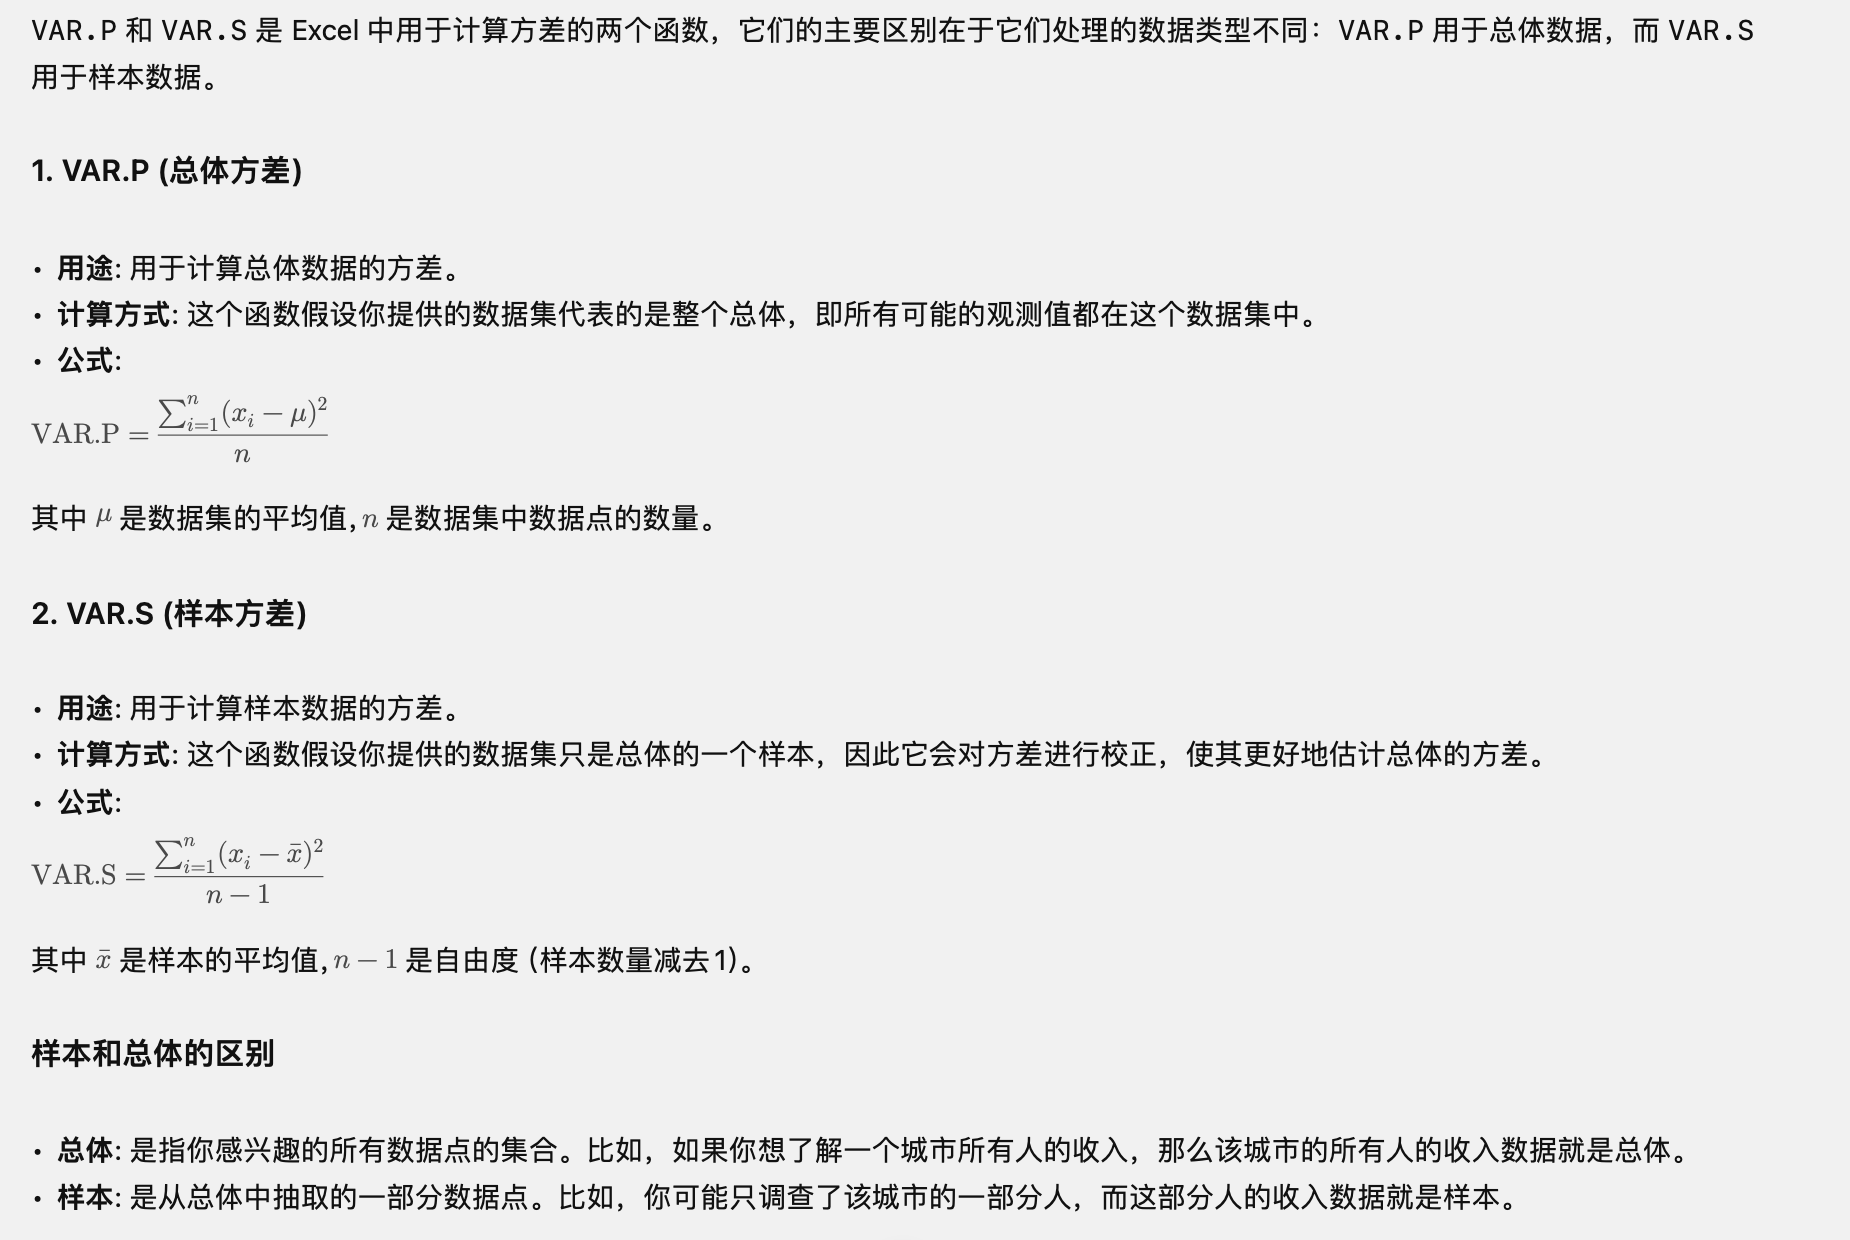 VAR.P 和 VAR.S 是 Excel 中用于计算方差的两个函数，它们的主要区别在于它们处理的数据类型不同：VAR.P 用于总体数据，而 VAR.S
用于样本数据。
1. VAR.P (总体方差)
• 用途: 用于计算总体数据的方差。
• 计算方式: 这个函数假设你提供的数据集代表的是整个总体，即所有可能的观测值都在这个数据集中。
• 公式:
VAR.P = \frac{\sum_{i=1}^{n}(x_i - \mu)^2}{n}
其中 μ 是数据集的平均值, n 是数据集中数据点的数量。
2. VAR.S (样本方差)
• 用途: 用于计算样本数据的方差。
• 计算方式: 这个函数假设你提供的数据集只是总体的一个样本，因此它会对方差进行校正，使其更好地估计总体的方差。
• 公式:
VAR.S = \frac{\sum_{i=1}^{n}(x_i - \bar{x})^2}{n - 1}
其中 x̄ 是样本的平均值, n − 1 是自由度 (样本数量减去1)。
样本和总体的区别
• 总体: 是指你感兴趣的所有数据点的集合。比如，如果你想了解一个城市所有人的收入，那么该城市的所有人的收入数据就是总体。
• 样本: 是从总体中抽取的一部分数据点。比如，你可能只调查了该城市的一部分人，而这部分人的收入数据就是样本。